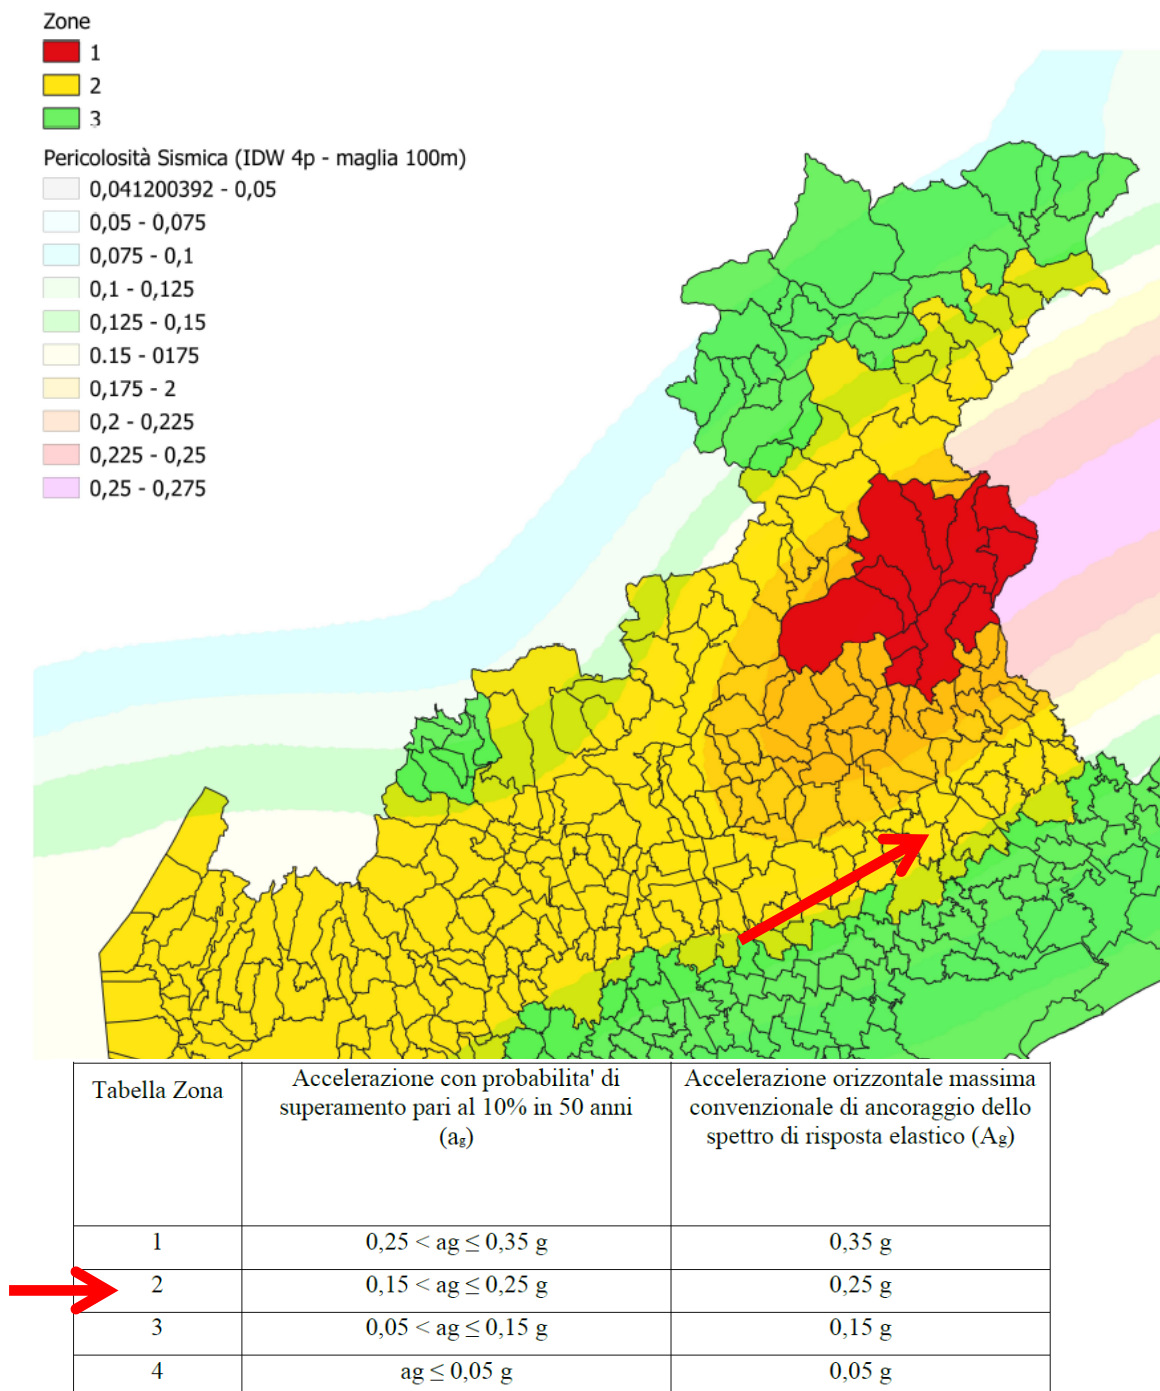 Zone
1
2
3
Pericolosità Sismica (IDW 4p - maglia 100m)
0,041200392 - 0,05
0,05 - 0,075
0,075 - 0,1
0,1 - 0,125
0,125 - 0,15
0.15 - 0175
0,175 - 2
0,2 - 0,225
0,225 - 0,25
0,25 - 0,275
Tabella Zona
Accelerazione con probabilita' di
superamento pari al 10% in 50 anni
(ag)
Accelerazione orizzontale massima
convenzionale di ancoraggio dello
spettro di risposta elastico (Ag)
1 0,25 < ag ≤ 0,35 g 0,35 g
2 0,15 < ag ≤ 0,25 g 0,25 g
3 0,05 < ag ≤ 0,15 g 0,15 g
4 ag ≤ 0,05 g 0,05 g